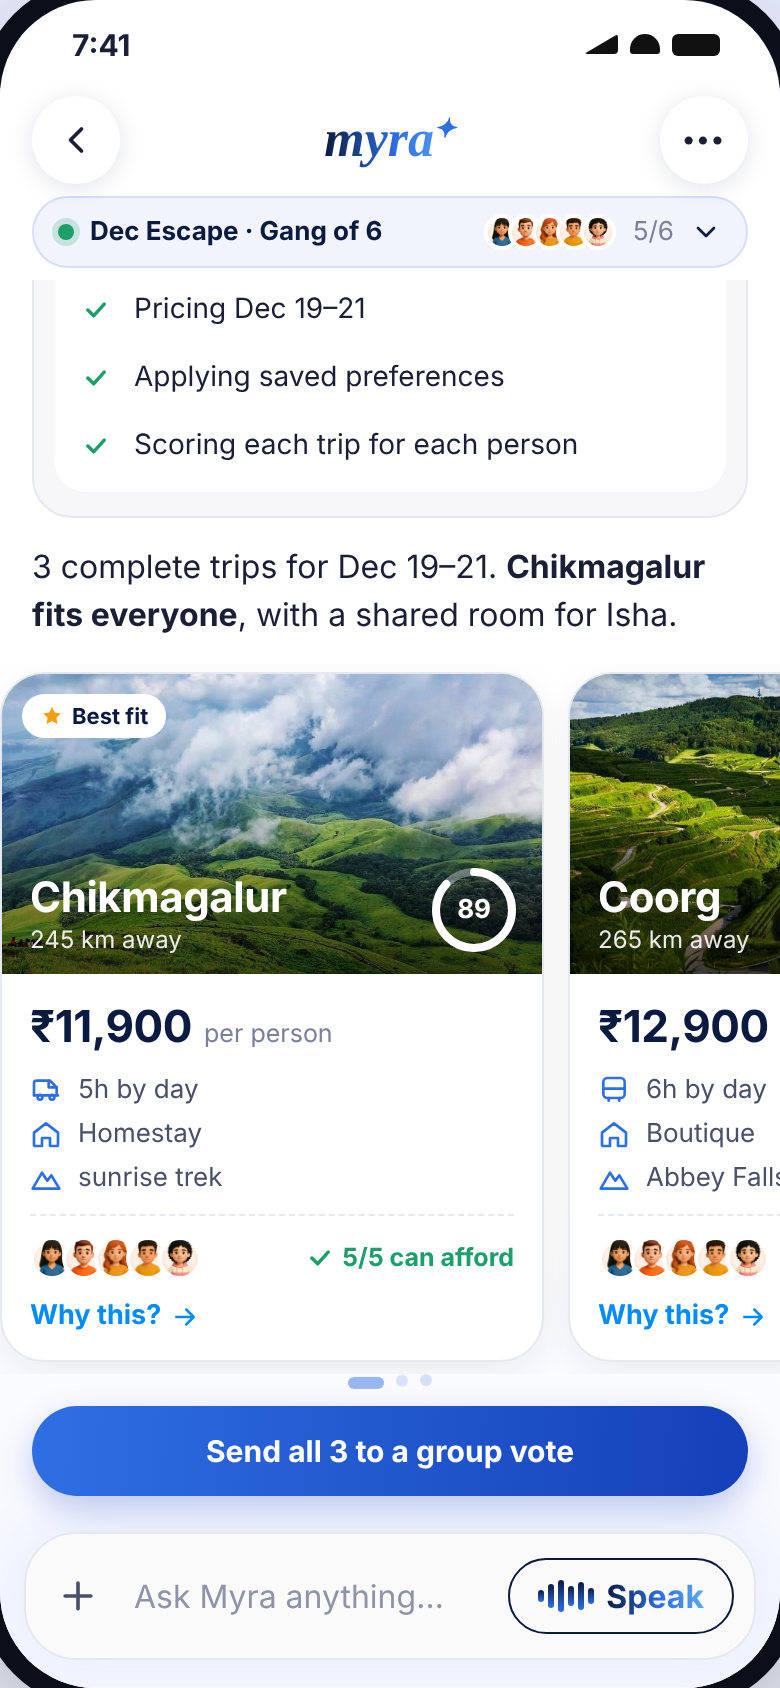 7:41
myra
Dec Escape · Gang of 6
5/6
Pricing Dec 19–21
Applying saved preferences
Scoring each trip for each person
3 complete trips for Dec 19–21. Chikmagalur
fits everyone, with a shared room for Isha.
Best fit
Chikmagalur
245 km away
89
₹11,900 per person
5h by day
Homestay
sunrise trek
5/5 can afford
Why this? →
Coorg
265 km away
₹12,900
6h by day
Boutique
Abbey Falls
Why this? →
Send all 3 to a group vote
Ask Myra anything...
Speak